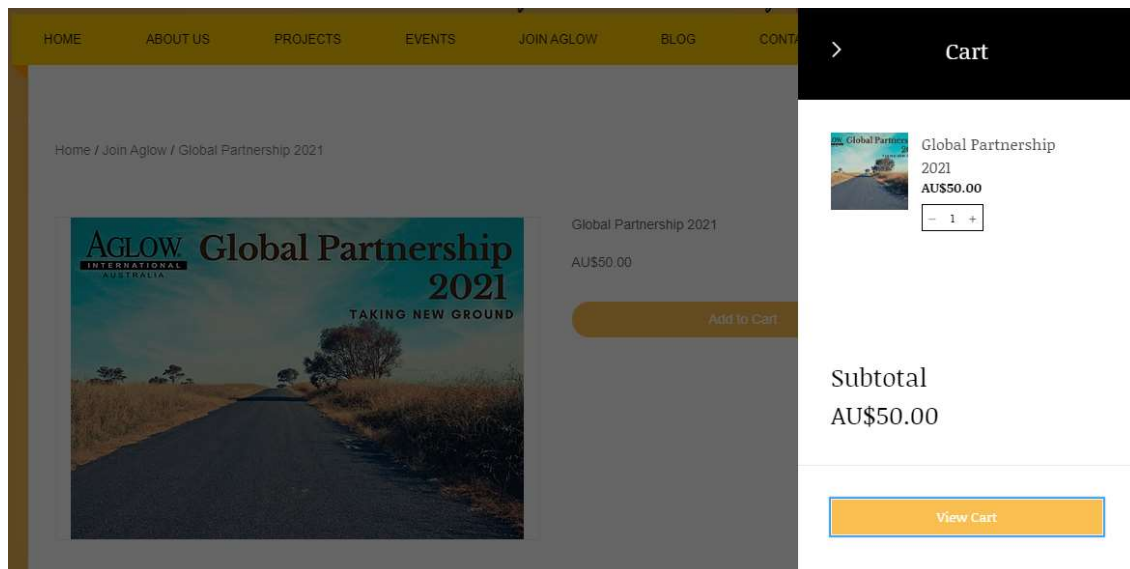 HOME ABOUT US PROJECTS EVENTS JOIN AGLOW BLOG
Home / Join Aglow / Global Partnership 2021
AGLOW
INTERNATIONAL
AUSTRALIA
Global Partnership
2021
TAKING NEW GROUND
Global Partnership 2021
AU$50.00
Add to Cart
Cart
Global Partnership
2021
AU$50.00
− 1 +
Subtotal
AU$50.00
View Cart